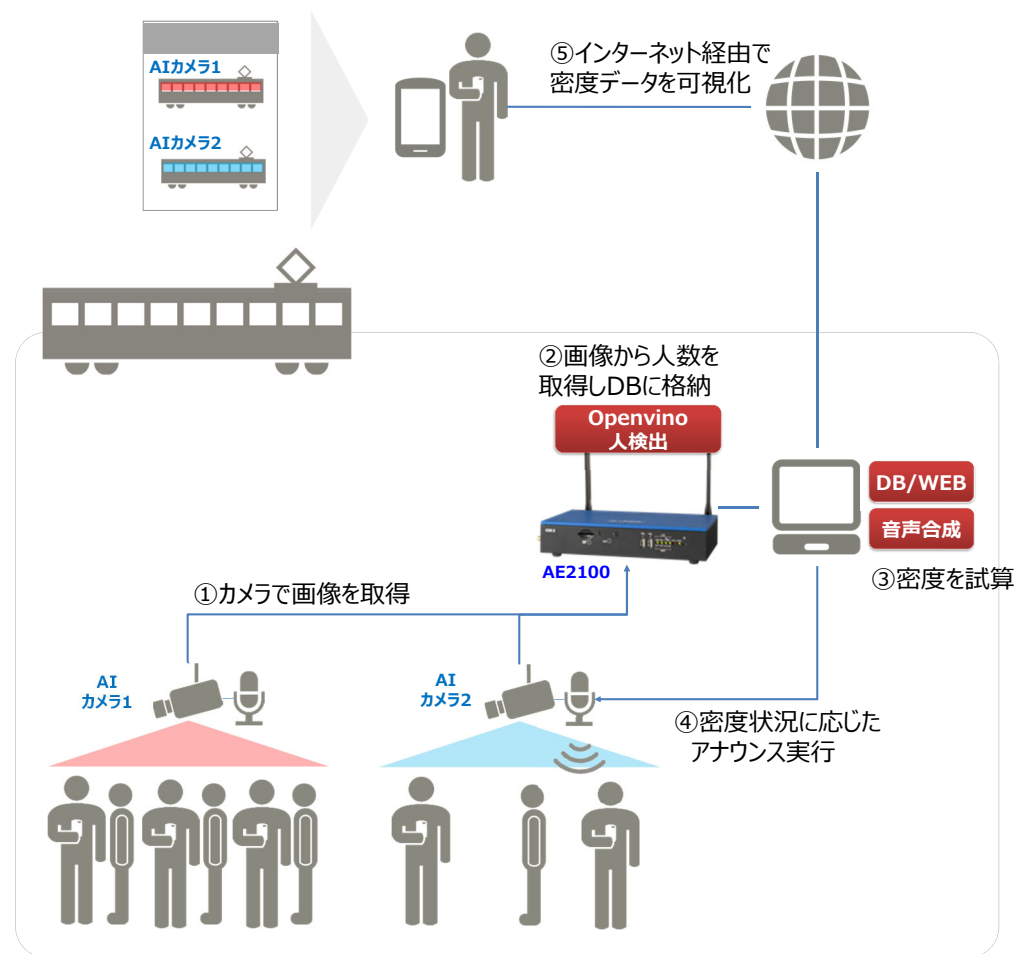 AIカメラ1
AIカメラ2
⑤インターネット経由で
密度データを可視化
②画像から人数を
取得しDBに格納
Openvino
人検出
DB/WEB
音声合成
AE2100
③密度を試算
①カメラで画像を取得
AI
カメラ1
AI
カメラ2
④密度状況に応じた
アナウンス実行